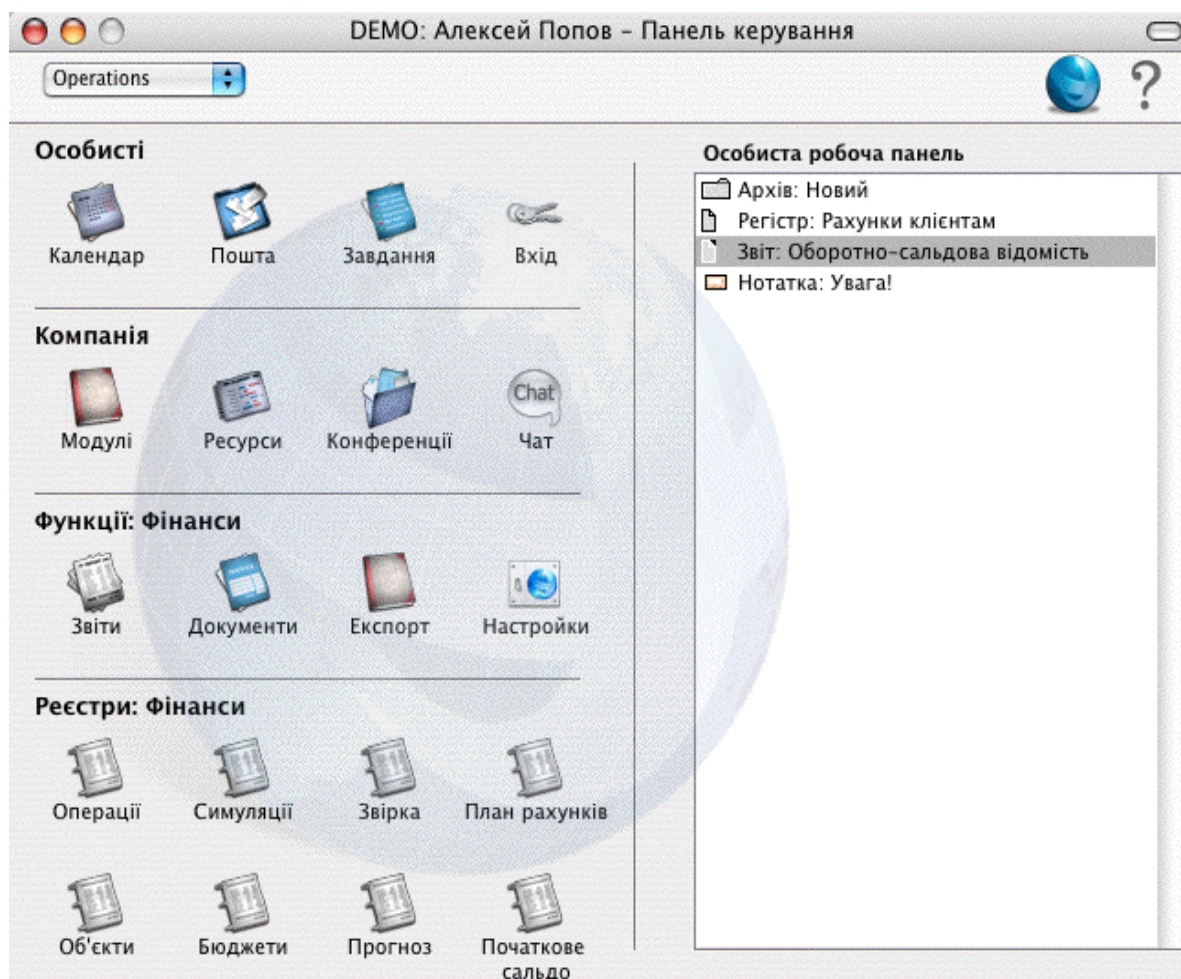 DEMO: Алексей Попов – Панель керування
Operations
?
Особисті
Календар Пошта Завдання Вхід
Компанія
Chat
Модулі Ресурси Конференції Чат
Функції: Фінанси
Звіти Документи Експорт Настройки
Реєстри: Фінанси
Операції Симуляції Звірка План рахунків
Об'єкти Бюджети Прогноз Початкове сальдо
Особиста робоча панель
Архів: Новий
Регістр: Рахунки клієнтам
Звіт: Оборотно-сальдова відомість
Нотатка: Увага!